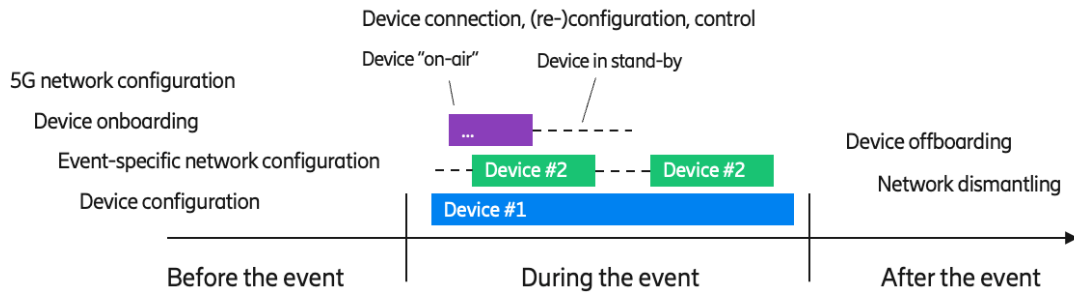 Device connection, (re-)configuration, control
Device "on-air"
Device in stand-by
5G network configuration
Device onboarding
Event-specific network configuration
Device configuration
...
Device #2
Device #2
Device #1
Device offboarding
Network dismantling
Before the event
During the event
After the event